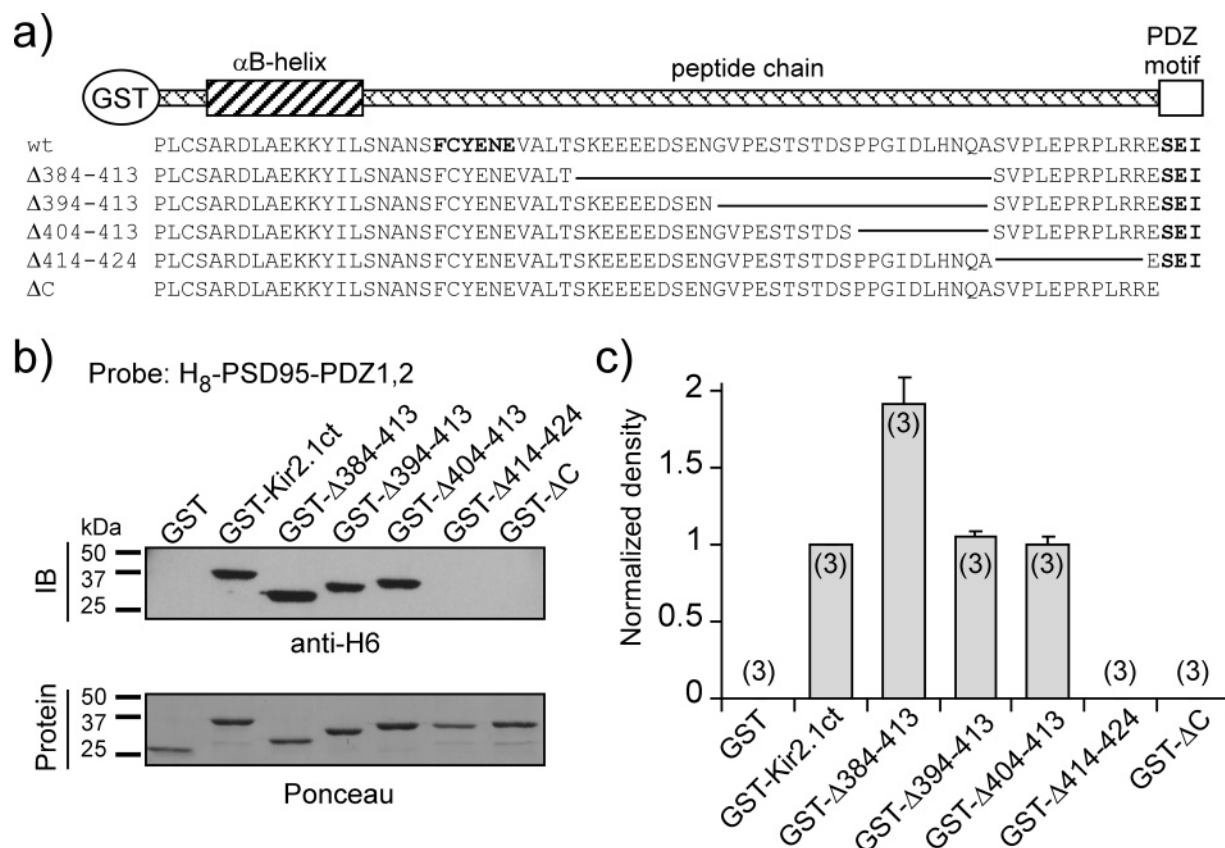 a)
αB-helix
PDZ motif
peptide chain
GST
wt PLCSARDLAEKKYILSNANSFCYENEVALTSKEEEEDSENGVPESTSTDSPPGIDLHNQASVPLEPRPLRRESEI
Δ384-413 PLCSARDLAEKKYILSNANSFCYENEVALT SVPLEPRPLRRESEI
Δ394-413 PLCSARDLAEKKYILSNANSFCYENEVALTSKEEEEDSEN SVPLEPRPLRRESEI
Δ404-413 PLCSARDLAEKKYILSNANSFCYENEVALTSKEEEEDSENGVPESTSTDS SVPLEPRPLRRESEI
Δ414-424 PLCSARDLAEKKYILSNANSFCYENEVALTSKEEEEDSENGVPESTSTDSPPGIDLHNQA ESEI
ΔC PLCSARDLAEKKYILSNANSFCYENEVALTSKEEEEDSENGVPESTSTDSPPGIDLHNQASVPLEPRPLRRE
b)
Probe: H8-PSD95-PDZ1,2
GST
GST-Kir2.1ct
GST-Δ384-413
GST-Δ394-413
GST-Δ404-413
GST-Δ414-424
GST-ΔC
kDa
50
37
25
IB
anti-H6
50
37
25
Protein
Ponceau
c)
Normalized density
2
1.5
1
0.5
0
(3)
(3)
(3)
(3)
(3)
(3)
(3)
GST
GST-Kir2.1ct
GST-Δ384-413
GST-Δ394-413
GST-Δ404-413
GST-Δ414-424
GST-ΔC